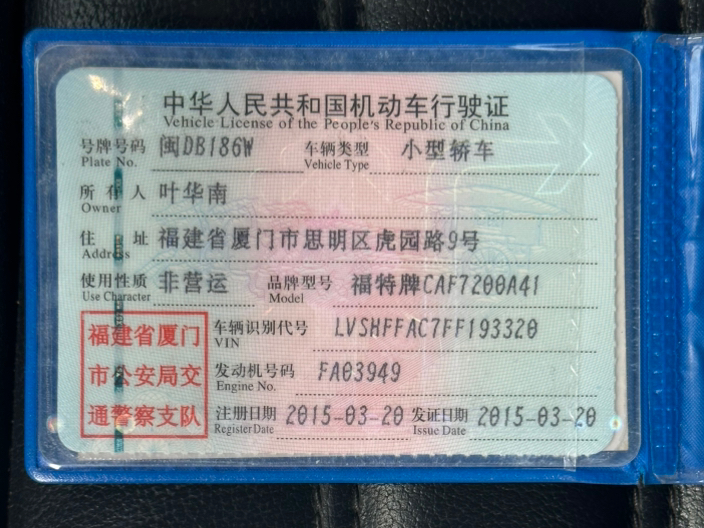 中华人民共和国机动车行驶证
Vehicle License of the People's Republic of China
号牌号码 闽DB186W 车辆类型 小型轿车
Plate No. Vehicle Type
所有人 叶华南
Owner
住址 福建省厦门市思明区虎园路9号
Address
使用性质 非营运 品牌型号 福特牌CAF7200A41
Use Character Model
车辆识别代号 LVSHFFAC7FF193320
VIN
发动机号码 FA03949
Engine No.
注册日期 2015-03-20 发证日期 2015-03-20
Register Date Issue Date
福建省厦门
市公安局交
通警察支队